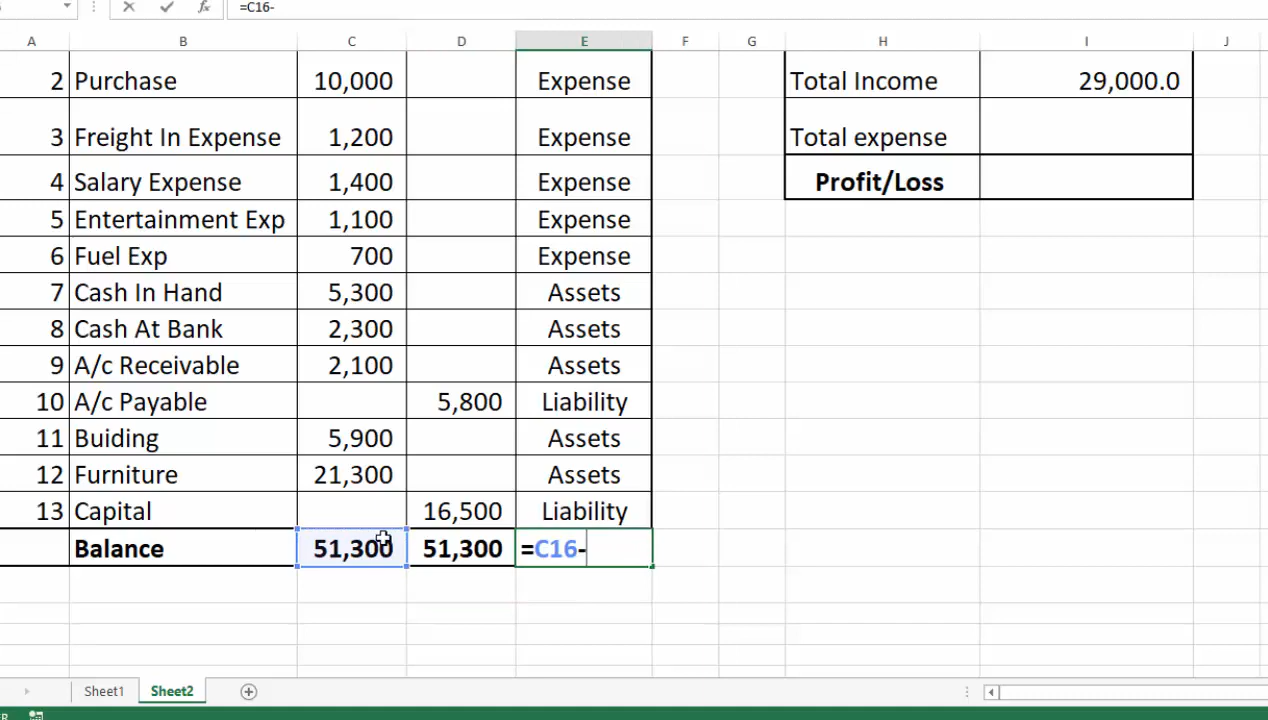 =C16-
A B C D E F G H I J
2 Purchase 10,000 Expense Total Income 29,000.0
3 Freight In Expense 1,200 Expense Total expense
4 Salary Expense 1,400 Expense Profit/Loss
5 Entertainment Exp 1,100 Expense
6 Fuel Exp 700 Expense
7 Cash In Hand 5,300 Assets
8 Cash At Bank 2,300 Assets
9 A/c Receivable 2,100 Assets
10 A/c Payable 5,800 Liability
11 Buiding 5,900 Assets
12 Furniture 21,300 Assets
13 Capital 16,500 Liability
Balance 51,300 51,300 =C16-
Sheet1 Sheet2